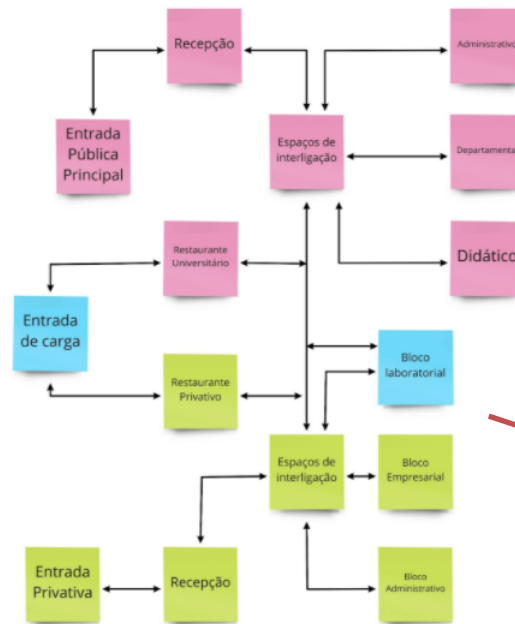 Recepção
Administrativo
Entrada
Pública
Principal
Espaços de
interligação
Departamental
Restaurante
Universitário
Didático
Entrada
de carga
Bloco
laboratorial
Restaurante
Privativo
Espaços de
interligação
Bloco
Empresarial
Entrada
Privativa
Recepção
Bloco
Administrativo